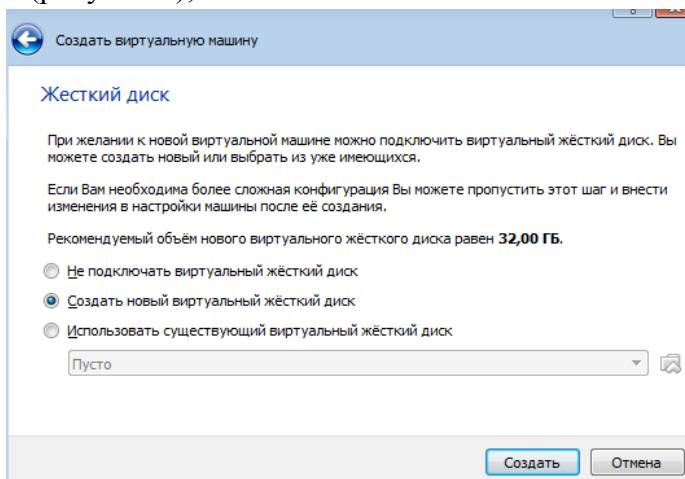 Создать виртуальную машину
Жесткий диск
При желании к новой виртуальной машине можно подключить виртуальный жёсткий диск. Вы
можете создать новый или выбрать из уже имеющихся.
Если Вам необходима более сложная конфигурация Вы можете пропустить этот шаг и внести
изменения в настройки машины после её создания.
Рекомендуемый объём нового виртуального жёсткого диска равен 32,00 ГБ.
Не подключать виртуальный жёсткий диск
Создать новый виртуальный жёсткий диск
Использовать существующий виртуальный жёсткий диск
Пусто
Создать Отмена